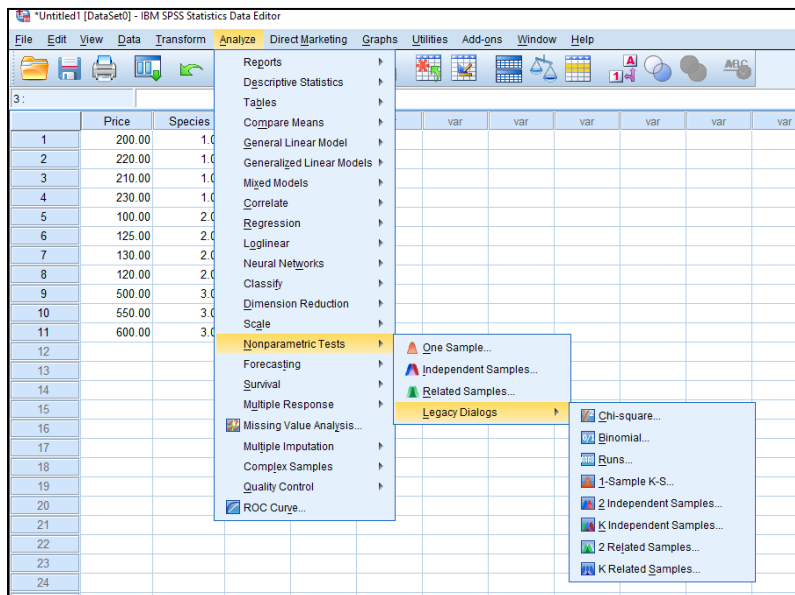 *Untitled1 [DataSet0] - IBM SPSS Statistics Data Editor
File Edit View Data Transform Analyze Direct Marketing Graphs Utilities Add-ons Window Help
3 :
Price Species var var var var var var
1 200.00 1.0
2 220.00 1.0
3 210.00 1.0
4 230.00 1.0
5 100.00 2.0
6 125.00 2.0
7 130.00 2.0
8 120.00 2.0
9 500.00 3.0
10 550.00 3.0
11 600.00 3.0
12
13
14
15
16
17
18
19
20
21
22
23
24
Reports
Descriptive Statistics
Tables
Compare Means
General Linear Model
Generalized Linear Models
Mixed Models
Correlate
Regression
Loglinear
Neural Networks
Classify
Dimension Reduction
Scale
Nonparametric Tests
Forecasting
Survival
Multiple Response
Missing Value Analysis...
Multiple Imputation
Complex Samples
Quality Control
ROC Curve...
One Sample...
Independent Samples...
Related Samples...
Legacy Dialogs
Chi-square...
Binomial...
Runs...
1-Sample K-S...
2 Independent Samples...
K Independent Samples...
2 Related Samples...
K Related Samples...